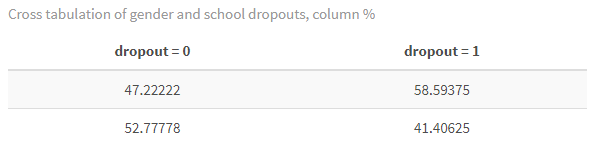 Cross tabulation of gender and school dropouts, column %
dropout = 0 dropout = 1
47.22222 58.59375
52.77778 41.40625